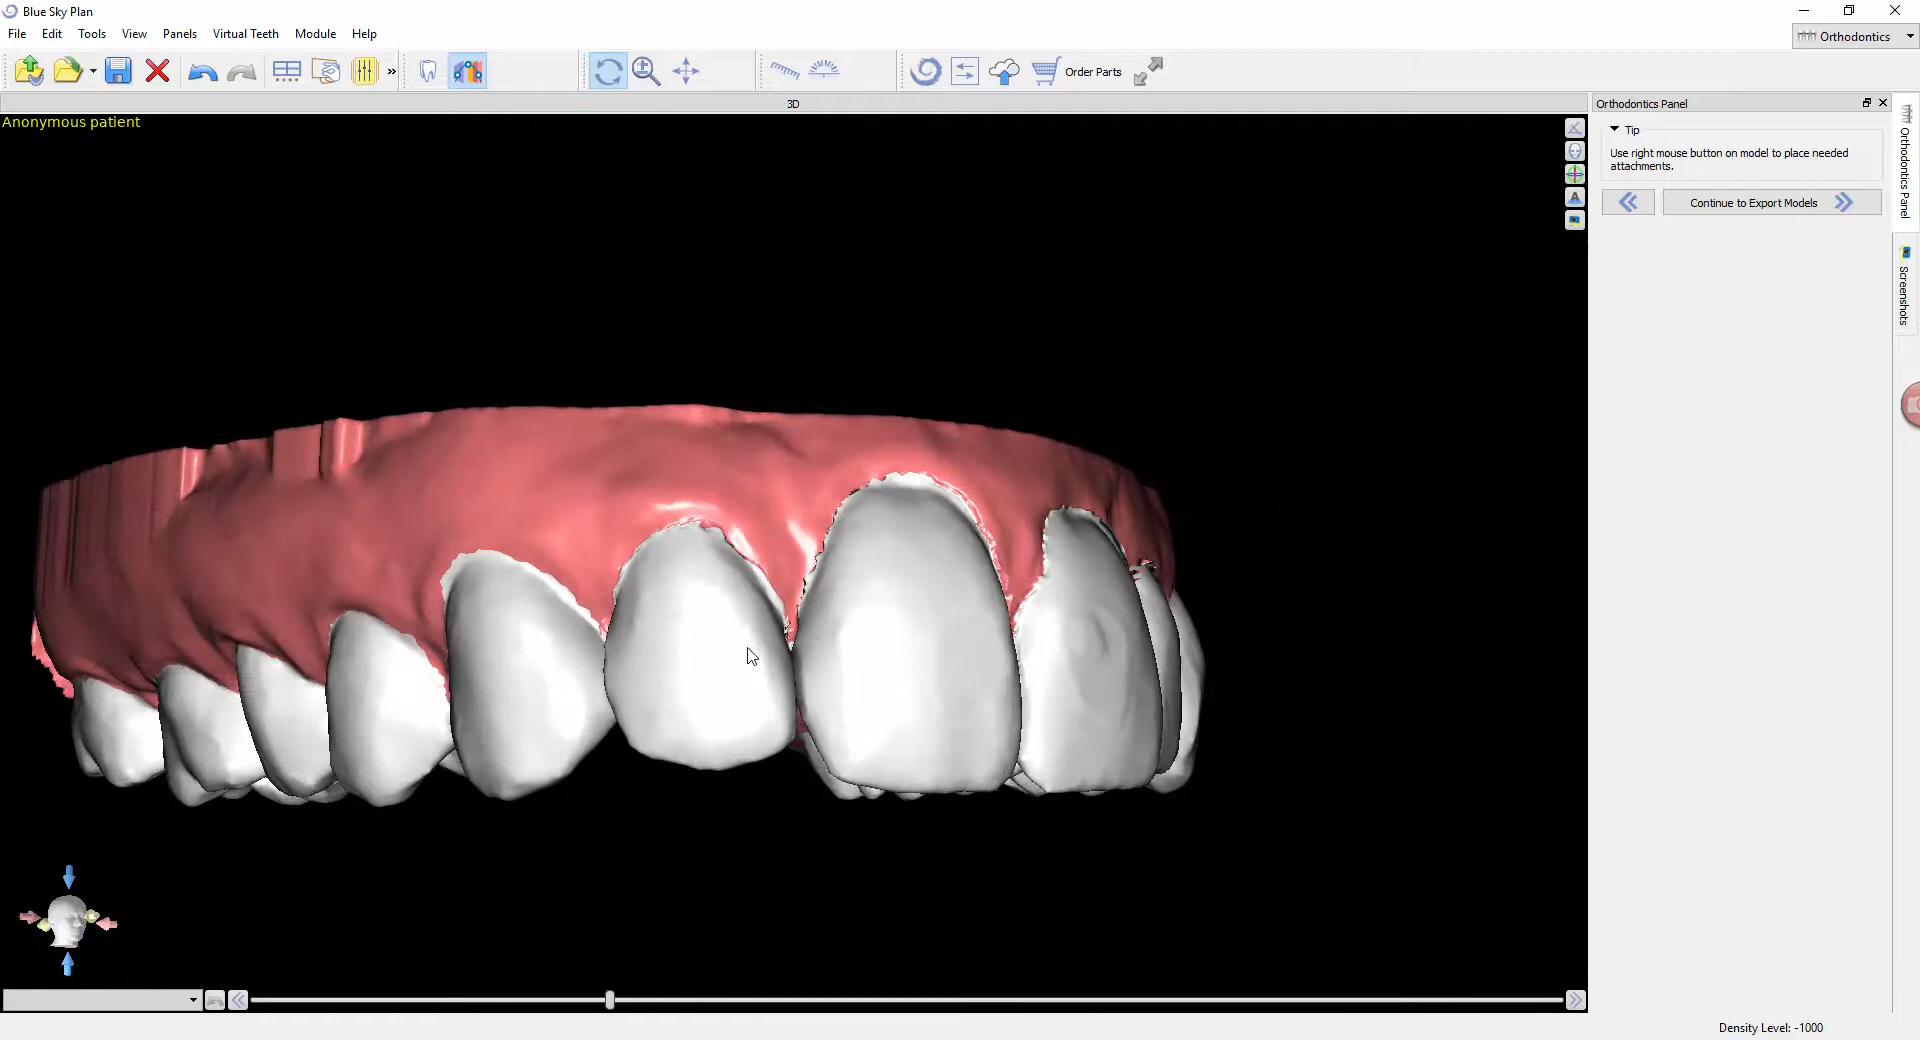 Blue Sky Plan
File Edit Tools View Panels Virtual Teeth Module Help
Orthodontics
» Order Parts
3D
Orthodontics Panel
Anonymous patient
Tip
Use right mouse button on model to place needed
attachments.
Continue to Export Models
Orthodontics Panel
Screenshots
A
Density Level: -1000